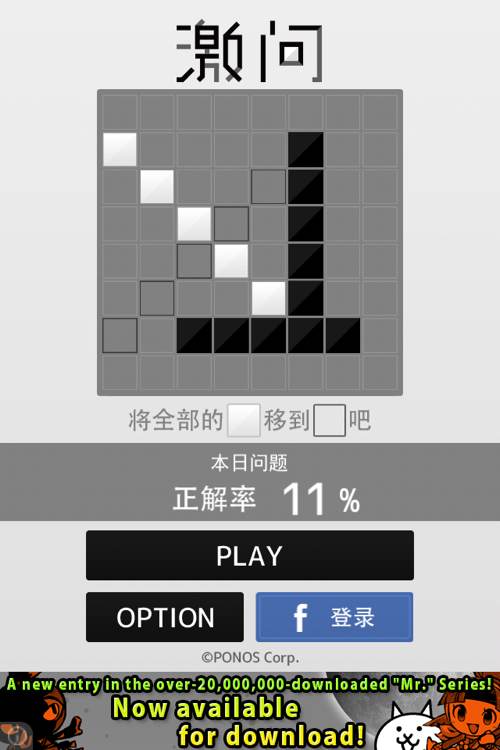 激问
将全部的 移到 吧
本日问题
正解率 11 %
PLAY
OPTION
f 登录
©PONOS Corp.
A new entry in the over-20,000,000-downloaded "Mr." Series!
Now available
for download!